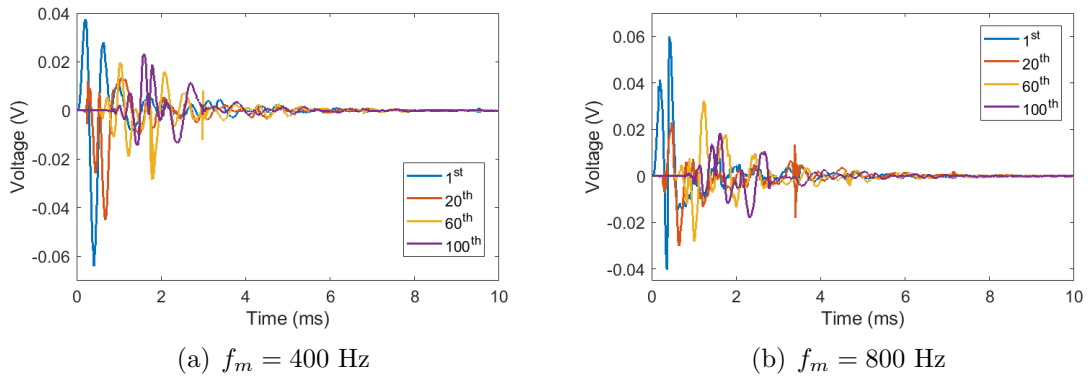 0.04
0.02
0
-0.02
-0.04
-0.06
Voltage (V)
0 2 4 6 8 10
Time (ms)
1st
20th
60th
100th
(a) f_m = 400 Hz
0.06
0.04
0.02
0
-0.02
-0.04
Voltage (V)
0 2 4 6 8 10
Time (ms)
1st
20th
60th
100th
(b) f_m = 800 Hz